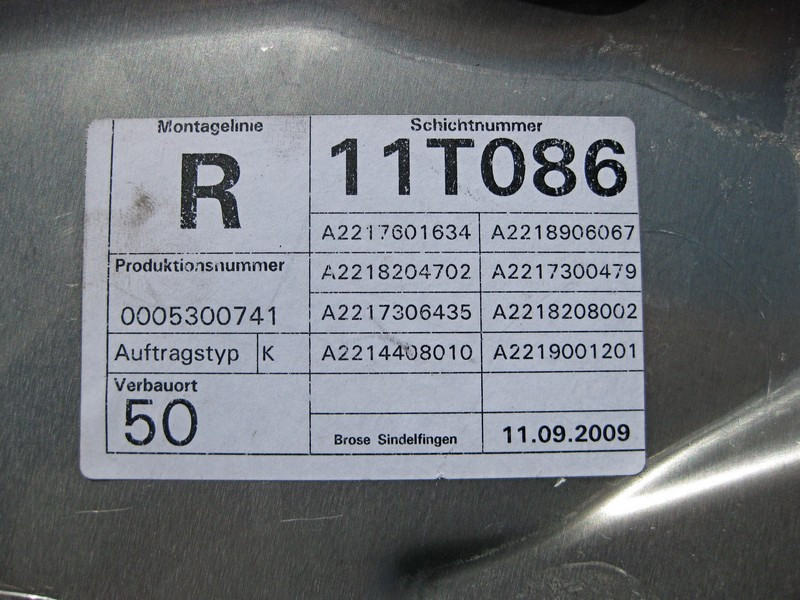 Montagelinie Schichtnummer
R 11T086
A2217601634 A2218906067
Produktionsnummer A2218204702 A2217300479
0005300741 A2217306435 A2218208002
Auftragstyp K A2214408010 A2219001201
Verbauort
50 Brose Sindelfingen 11.09.2009